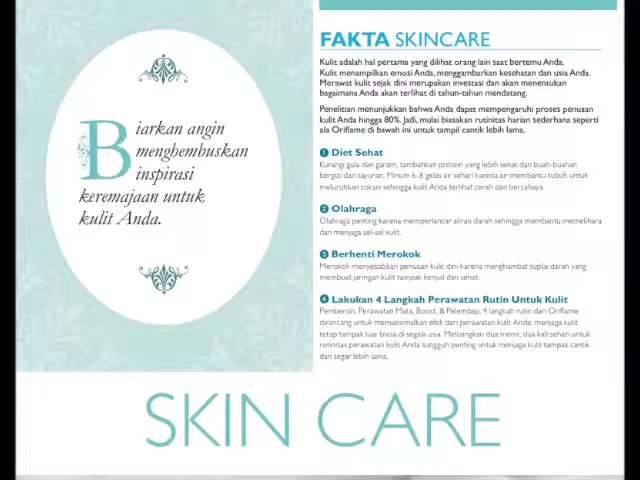 Biarkan angin
menghembuskan
inspirasi
keremajaan untuk
kulit Anda.
FAKTA SKINCARE
Kulit adalah hal pertama yang dilihat orang lain saat bertemu Anda.
Kulit menampilkan emosi Anda, menggambarkan kesehatan dan usia Anda.
Merawat kulit sejak dini merupakan investasi dan akan menentukan
bagaimana Anda akan terlihat di tahun-tahun mendatang.
Penelitian menunjukkan bahwa Anda dapat mempengaruhi proses penuaan
kulit Anda hingga 80%. Jadi, mulai biasakan rutinitas harian sederhana seperti
ala Oriflame di bawah ini untuk tampil cantik lebih lama.
1 Diet Sehat
Kurangi gula dan garam, tambahkan protein yang lebih sehat dan buah-buahan
bergizi dan sayuran. Minum 6-8 gelas air sehari karena air membantu tubuh untuk
meluruhkan toksin sehingga kulit Anda terlihat cerah dan bercahaya.
2 Olahraga
Olahraga penting karena memperlancar aliran darah sehingga membantu memelihara
dan menjaga sel-sel kulit.
3 Berhenti Merokok
Merokok menyebabkan penuaan kulit dini karena menghambat suplai darah yang
membuat jaringan kulit tampak kenyal dan sehat.
4 Lakukan 4 Langkah Perawatan Rutin Untuk Kulit
Pembersih, Perawatan Mata, Boost, & Pelembap. 4 langkah rutin dari Oriflame
dirancang untuk memaksimalkan efek dari perawatan kulit Anda, menjaga kulit
tetap tampak luar biasa di segala usia. Meluangkan dua menit, dua kali sehari untuk
rutinitas perawatan kulit Anda sungguh penting untuk menjaga kulit tampak cantik
dan segar lebih lama.
SKIN CARE